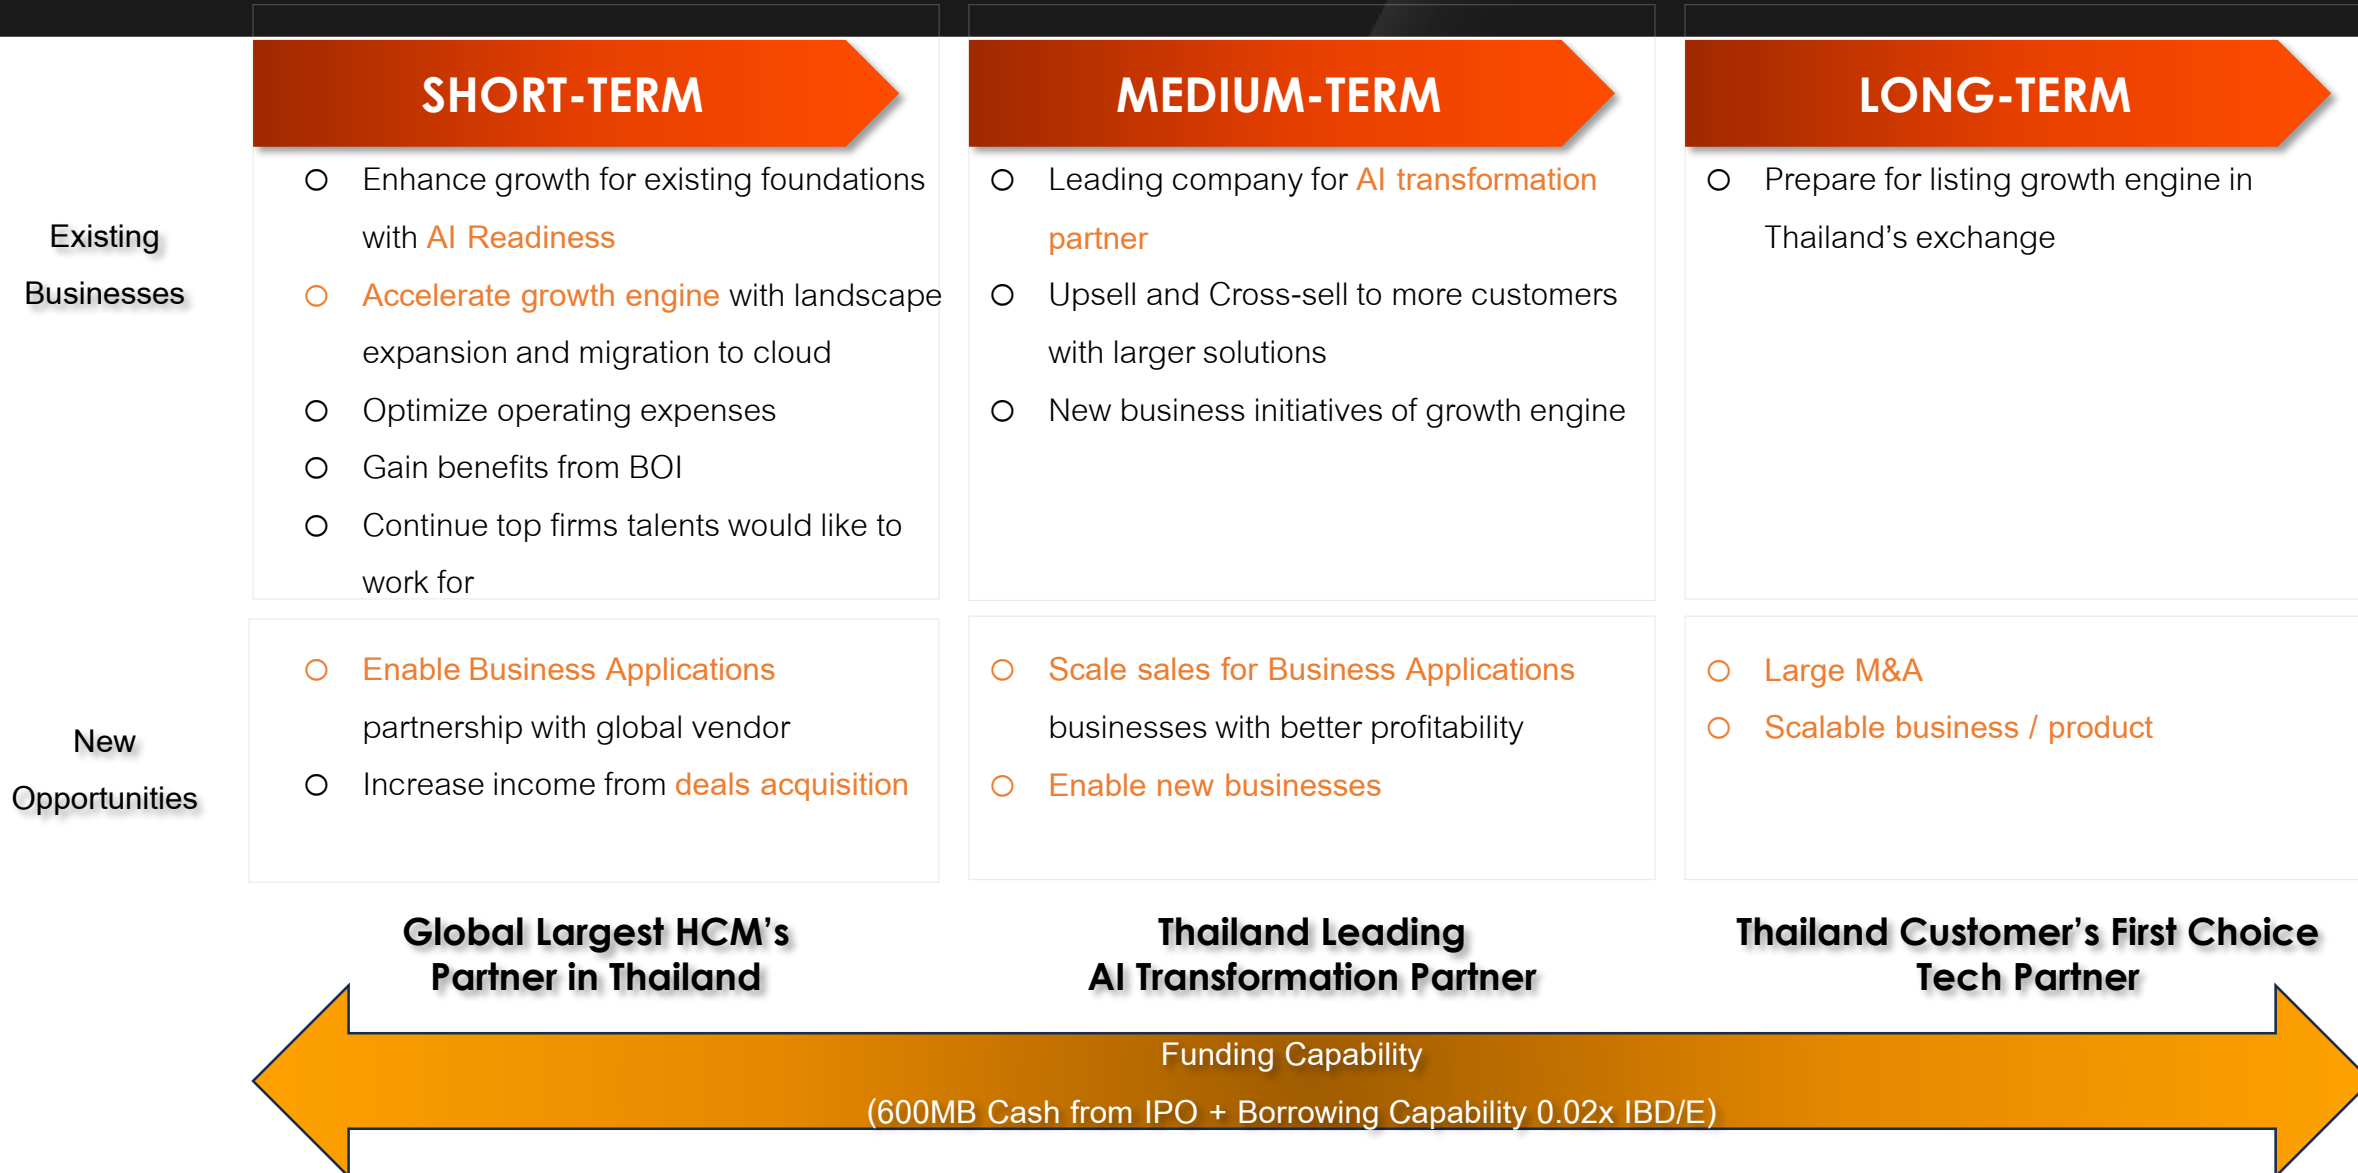 SHORT-TERM
MEDIUM-TERM
LONG-TERM
Existing
Businesses
○ Enhance growth for existing foundations
with AI Readiness
○ Accelerate growth engine with landscape
expansion and migration to cloud
○ Optimize operating expenses
○ Gain benefits from BOI
○ Continue top firms talents would like to
work for
○ Leading company for AI transformation
partner
○ Upsell and Cross-sell to more customers
with larger solutions
○ New business initiatives of growth engine
○ Prepare for listing growth engine in
Thailand’s exchange
New
Opportunities
○ Enable Business Applications
partnership with global vendor
○ Increase income from deals acquisition
○ Scale sales for Business Applications
businesses with better profitability
○ Enable new businesses
○ Large M&A
○ Scalable business / product
Global Largest HCM’s
Partner in Thailand
Thailand Leading
AI Transformation Partner
Thailand Customer’s First Choice
Tech Partner
Funding Capability
(600MB Cash from IPO + Borrowing Capability 0.02x IBD/E)